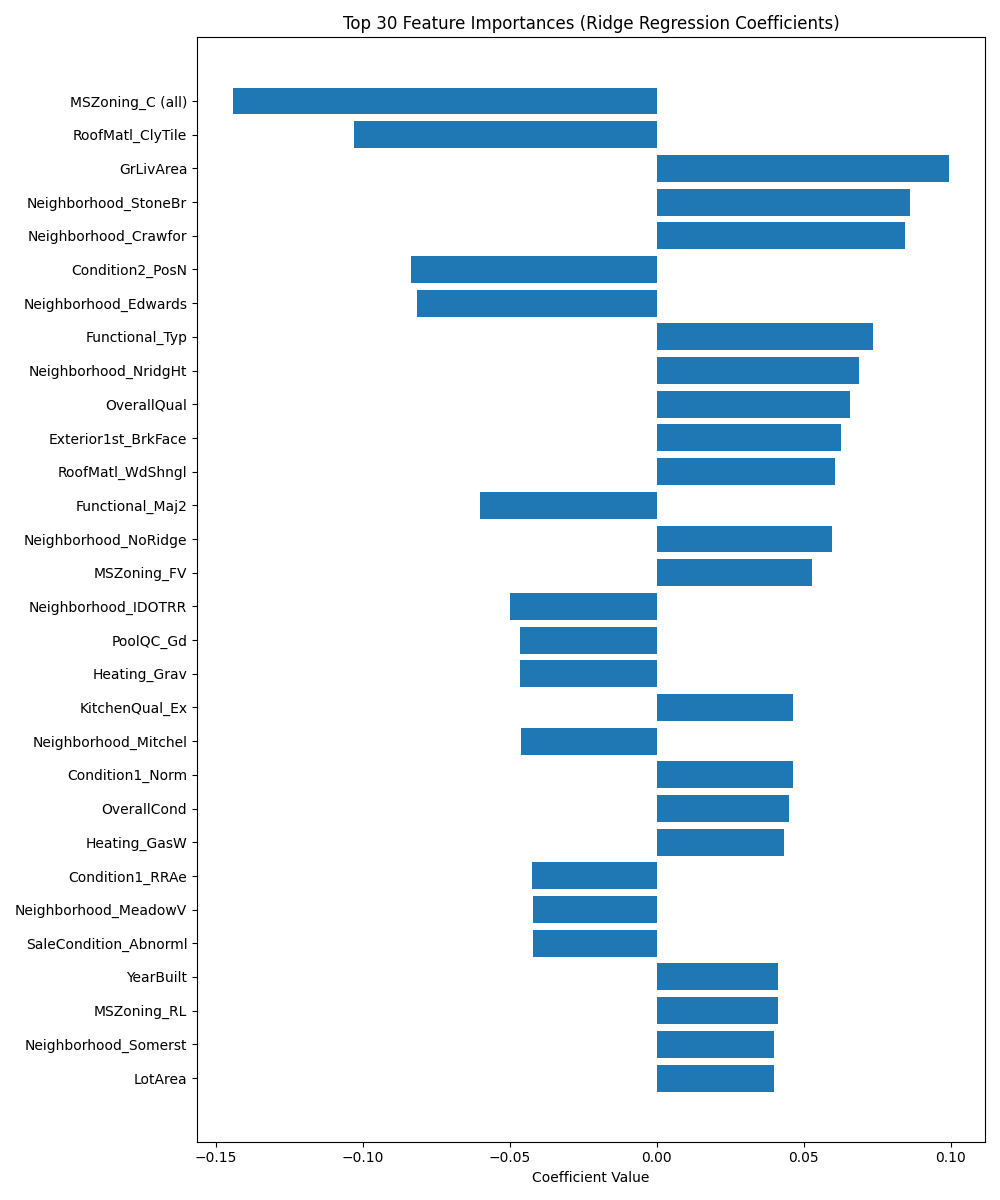 Top 30 Feature Importances (Ridge Regression Coefficients)
MSZoning_C (all)
RoofMatl_ClyTile
GrLivArea
Neighborhood_StoneBr
Neighborhood_Crawfor
Condition2_PosN
Neighborhood_Edwards
Functional_Typ
Neighborhood_NridgHt
OverallQual
Exterior1st_BrkFace
RoofMatl_WdShngl
Functional_Maj2
Neighborhood_NoRidge
MSZoning_FV
Neighborhood_IDOTRR
PoolQC_Gd
Heating_Grav
KitchenQual_Ex
Neighborhood_Mitchel
Condition1_Norm
OverallCond
Heating_GasW
Condition1_RRAe
Neighborhood_MeadowV
SaleCondition_Abnorml
YearBuilt
MSZoning_RL
Neighborhood_Somerst
LotArea
−0.15 −0.10 −0.05 0.00 0.05 0.10
Coefficient Value